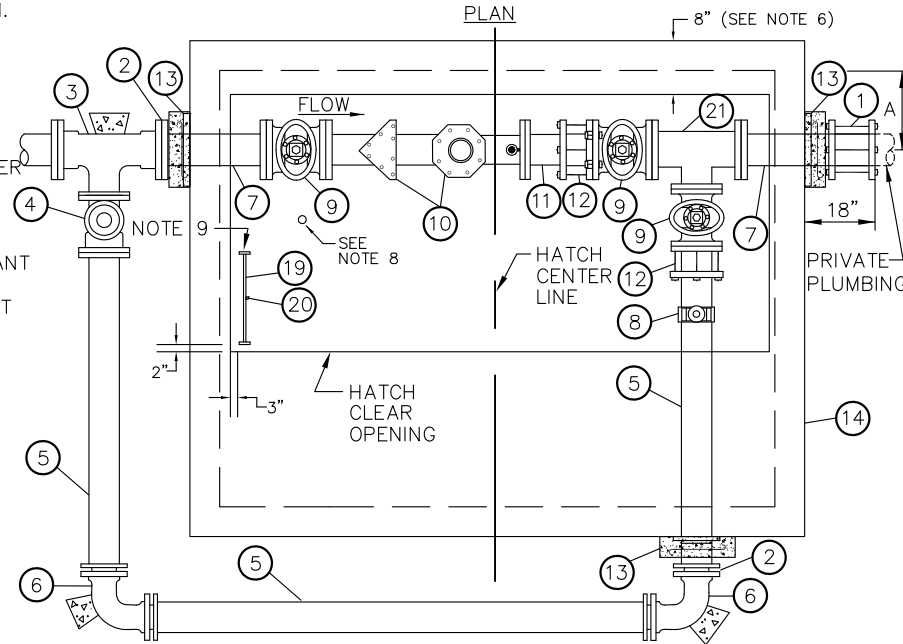 PLAN
8" (SEE NOTE 6)
2
13
3
13
1
FLOW
21
A
4
NOTE 9
7
9
10
11
12
9
7
18"
SEE
NOTE 8
9
19
HATCH
CENTER
LINE
12
PRIVATE
PLUMBING
20
8
2"
5
3"
HATCH
CLEAR
OPENING
14
5
5
13
2
6
6
ANT
T